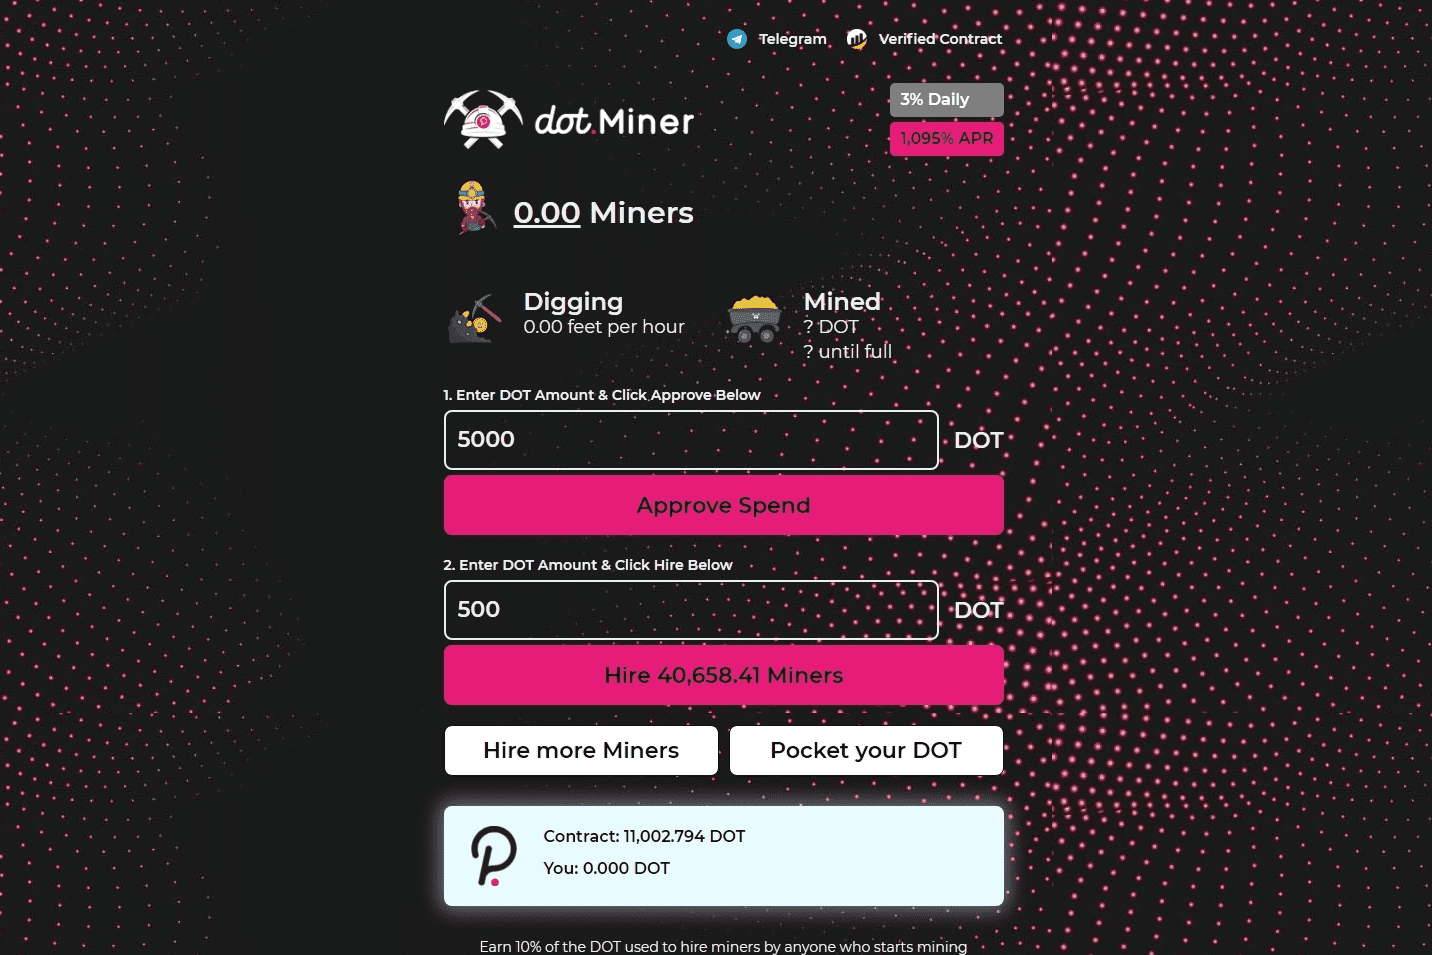 Telegram
Verified Contract
dot.Miner
3% Daily
1,095% APR
0.00 Miners
Digging
0.00 feet per hour
Mined
? DOT
? until full
1. Enter DOT Amount & Click Approve Below
5000
DOT
Approve Spend
2. Enter DOT Amount & Click Hire Below
500
DOT
Hire 40,658.41 Miners
Hire more Miners
Pocket your DOT
Contract: 11,002.794 DOT
You: 0.000 DOT
Earn 10% of the DOT used to hire miners by anyone who starts mining